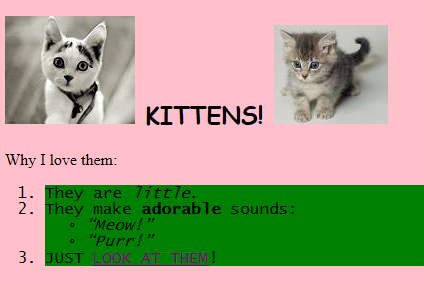 KITTENS!
Why I love them:
1. They are little.
2. They make adorable sounds:
◦ “Meow!”
◦ “Purr!”
3. JUST LOOK AT THEM!